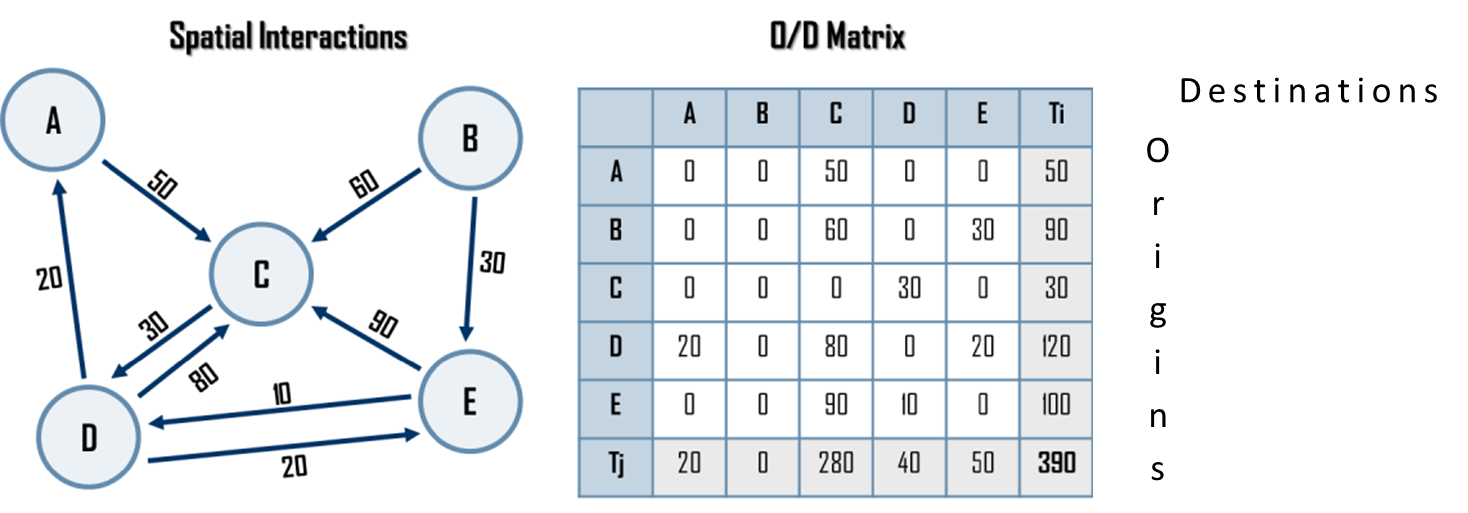 Spatial Interactions
A
B
50
60
C
20
30
30
90
80
10
D
E
20
O/D Matrix
A B C D E Ti
A 0 0 50 0 0 50
B 0 0 60 0 30 90
C 0 0 0 30 0 30
D 20 0 80 0 20 120
E 0 0 90 10 0 100
Tj 20 0 280 40 50 390
Destinations
O
r
i
g
i
n
s